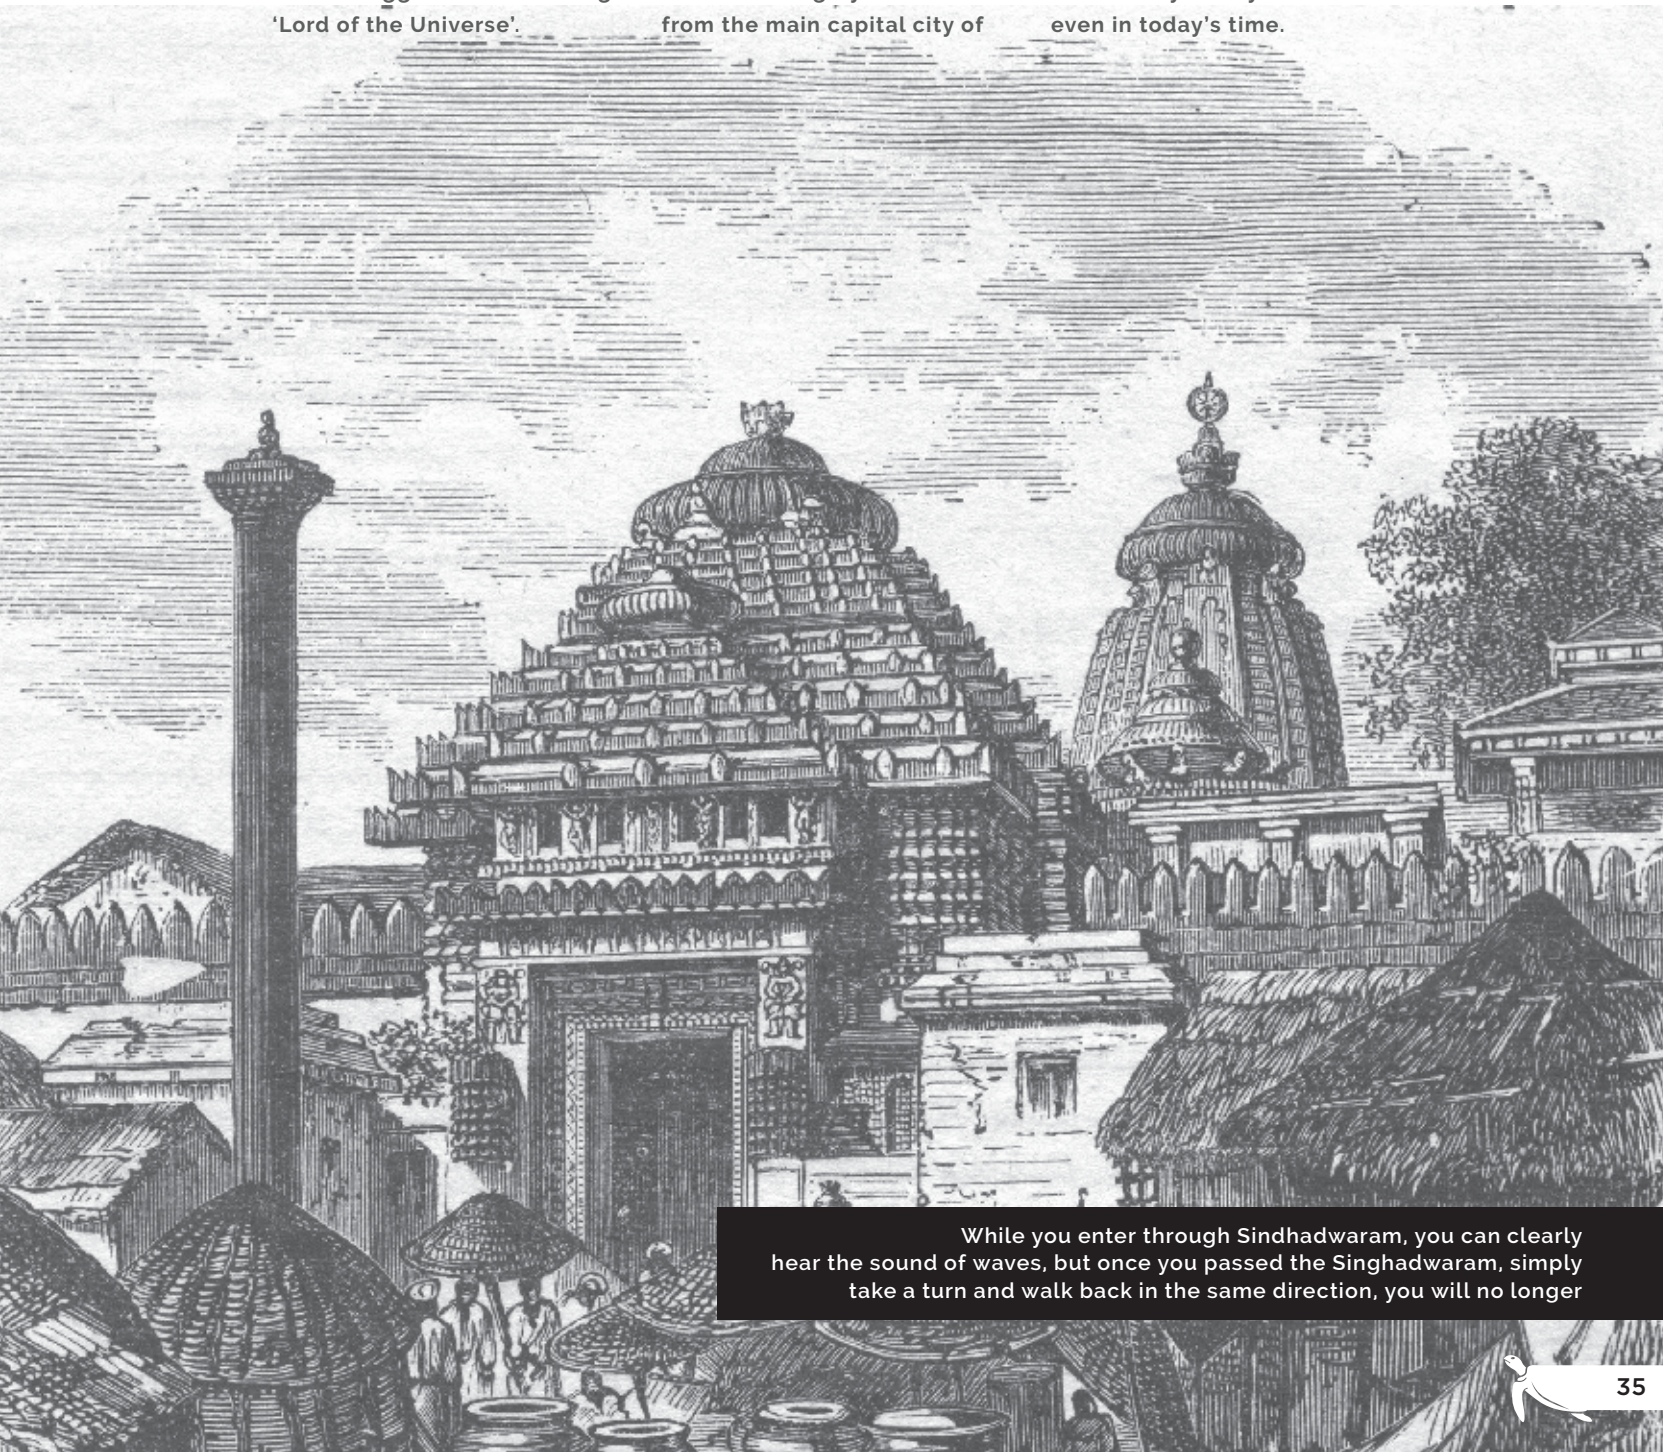 ‘Lord of the Universe’.
from the main capital city of
even in today’s time.
While you enter through Sindhadwaram, you can clearly
hear the sound of waves, but once you passed the Singhadwaram, simply
take a turn and walk back in the same direction, you will no longer
35